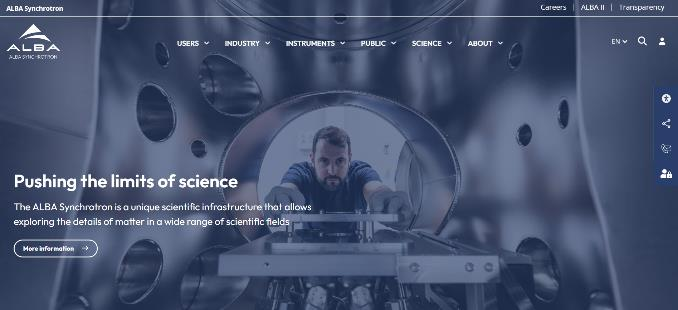 ALBA Synchrotron
Careers | ALBA II | Transparency
ALBA
ALBA SYNCHROTRON
USERS INDUSTRY INSTRUMENTS PUBLIC SCIENCE ABOUT
EN
Pushing the limits of science
The ALBA Synchrotron is a unique scientific infrastructure that allows
exploring the details of matter in a wide range of scientific fields
More information →